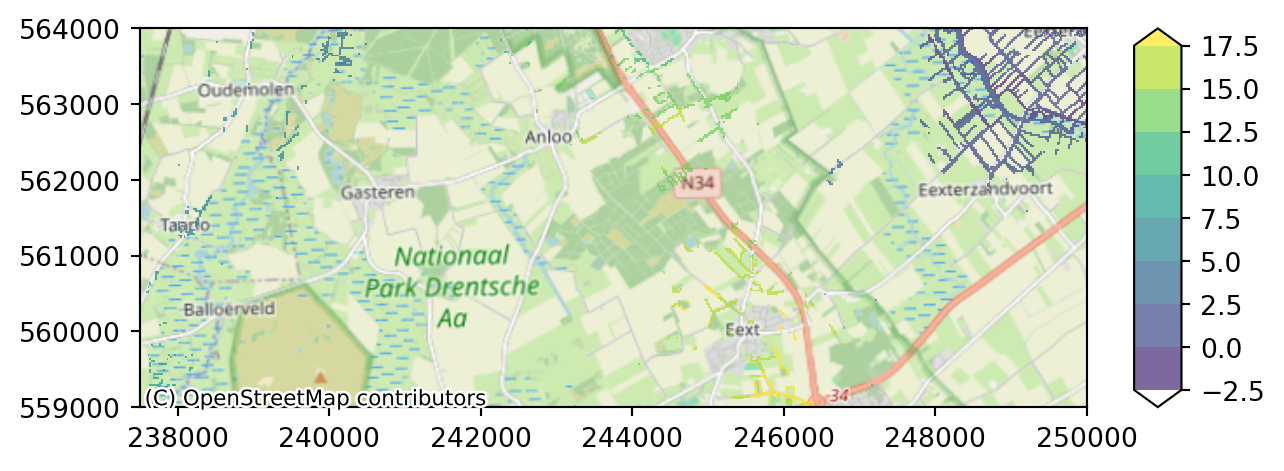 564000
563000
562000
561000
560000
559000
Oudemolen
Anloo
Gasteren
N34
Eexterzandvoort
Taarlo
Nationaal
Park Drentsche
Aa
Balloërveld
Eext
34
(C) OpenStreetMap contributors
238000 240000 242000 244000 246000 248000 250000
17.5
15.0
12.5
10.0
7.5
5.0
2.5
0.0
−2.5